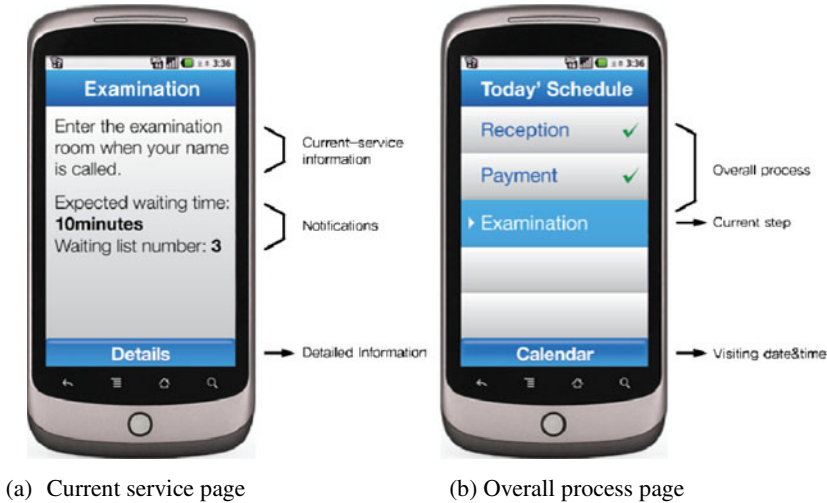 3:36
Examination
Enter the examination
room when your name
is called.
Expected waiting time:
10minutes
Waiting list number: 3
Details
Current-service
information
Notifications
Detailed Information
3:36
Today' Schedule
Reception
Payment
Examination
Calendar
Overall process
Current step
Visiting date&time
(a) Current service page
(b) Overall process page